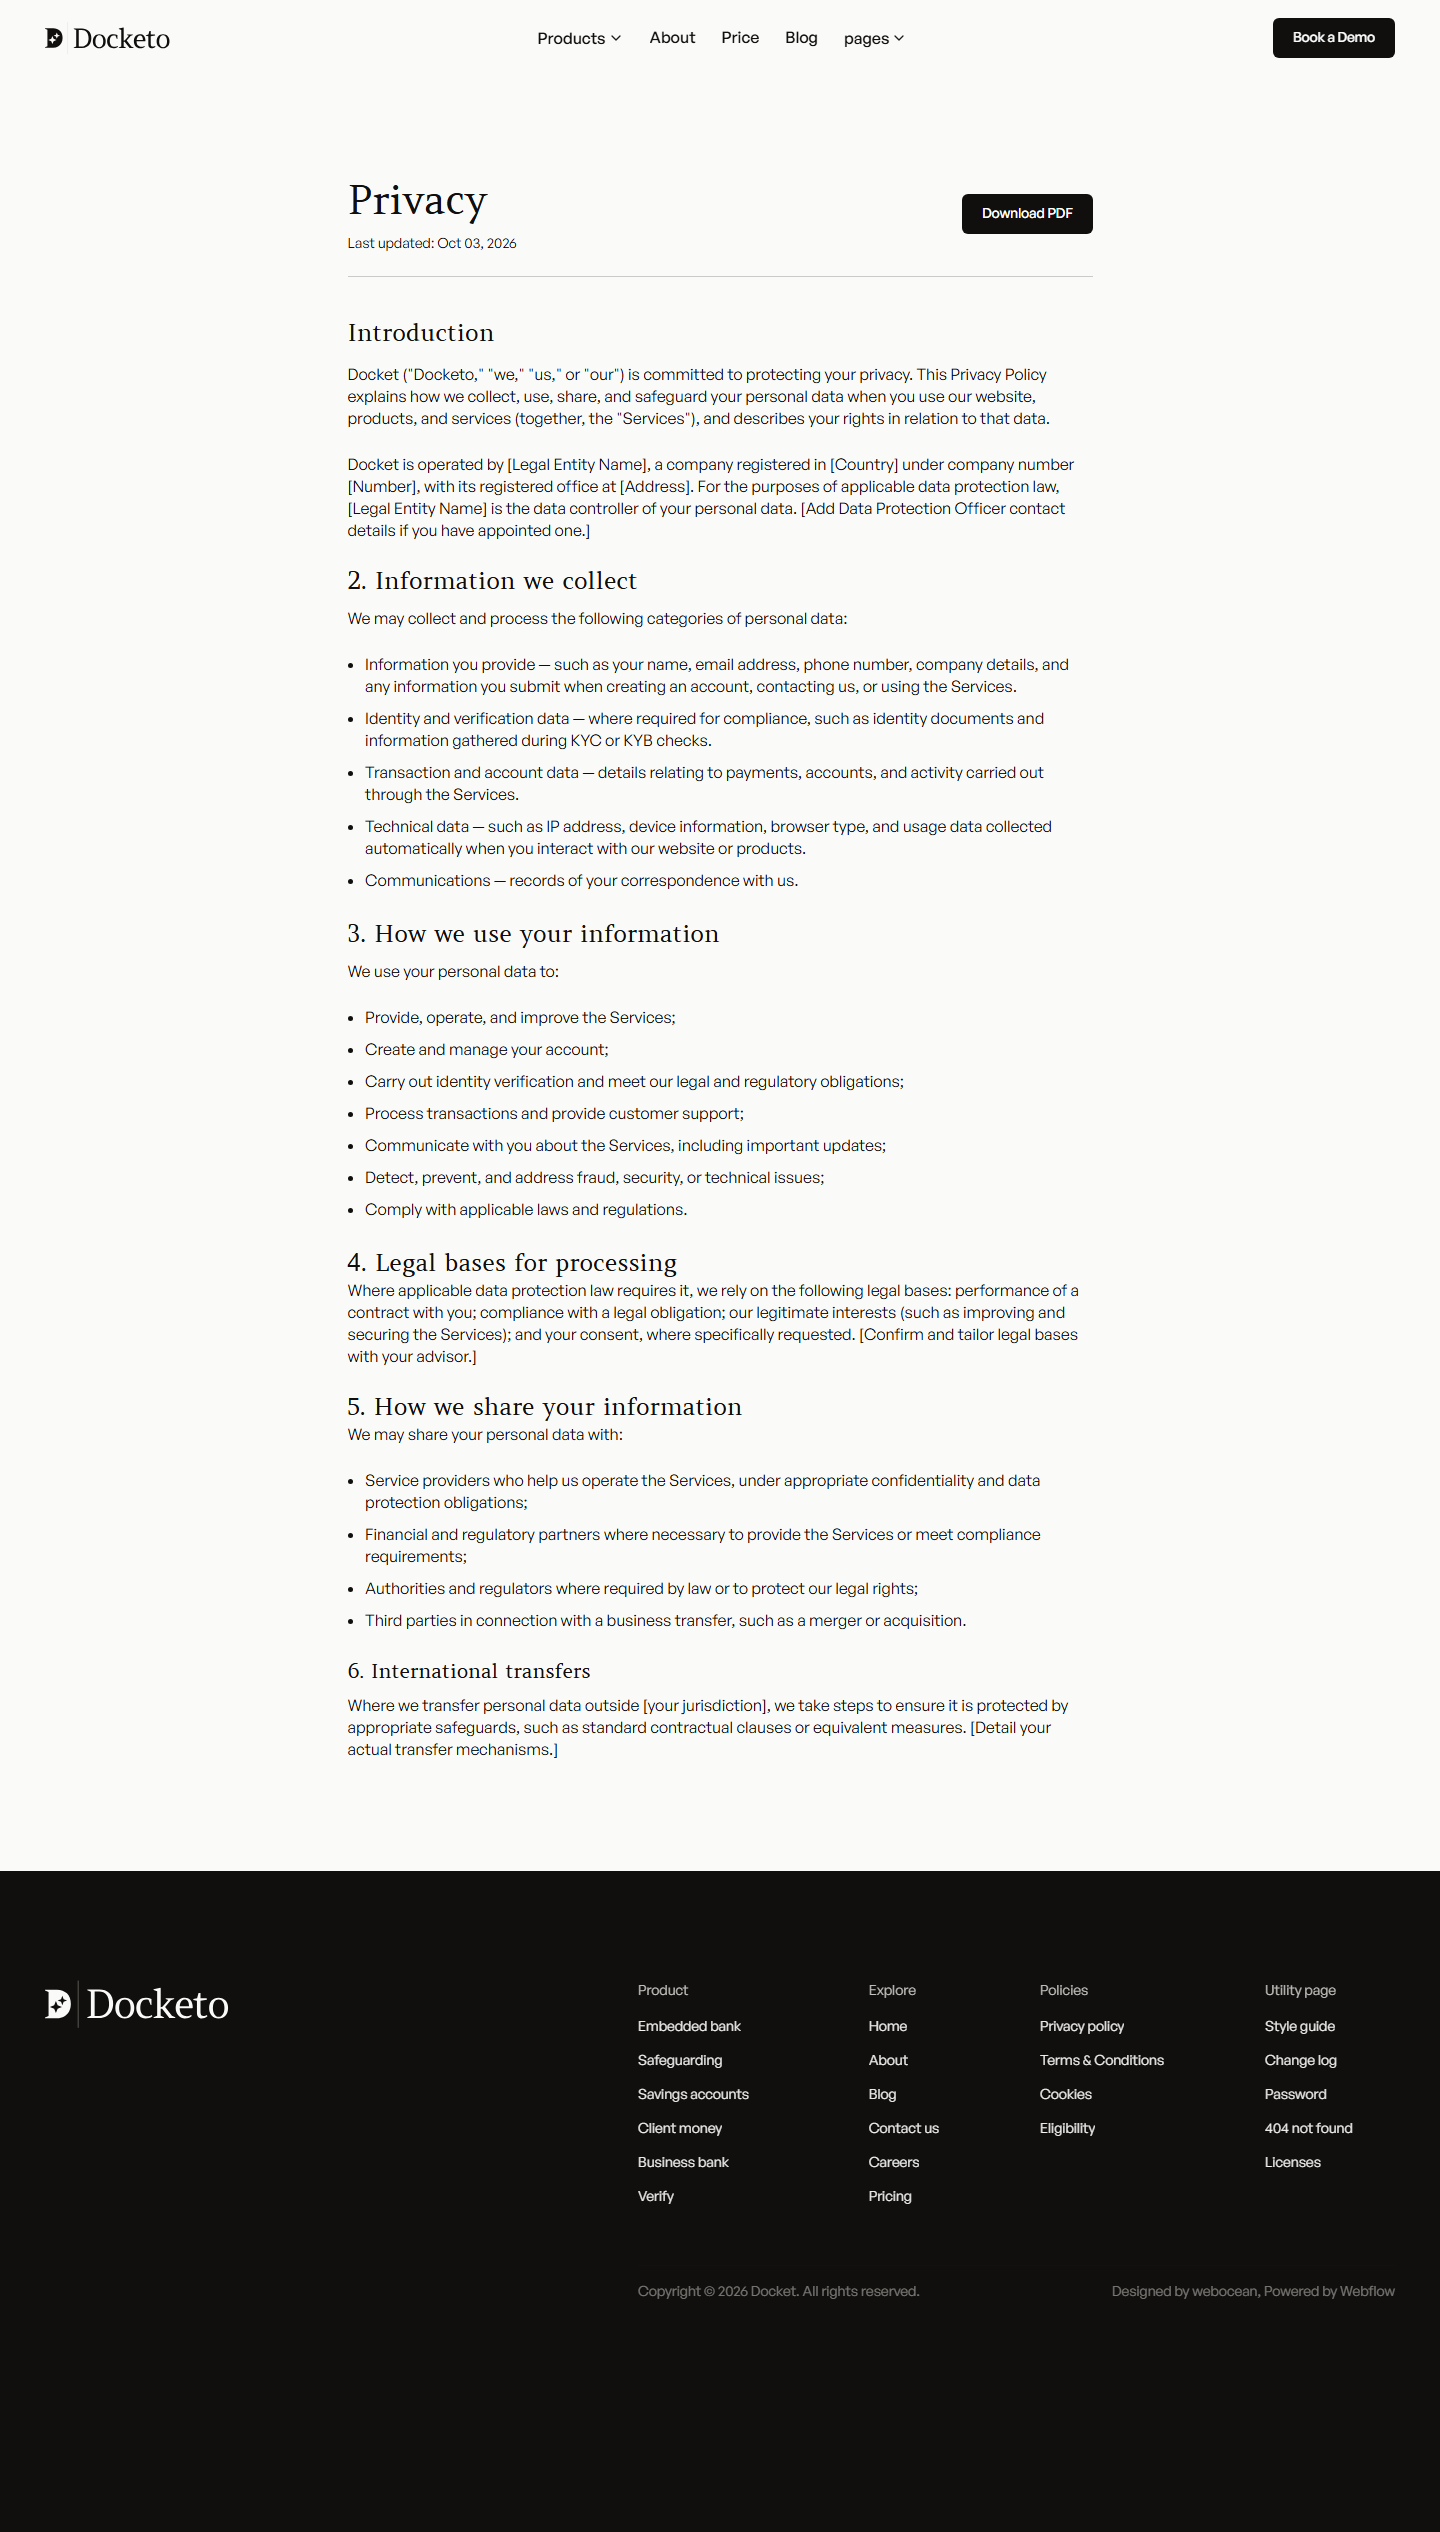 Docketo
Products
About
Price
Blog
pages
Book a Demo
Privacy
Last updated: Oct 03, 2026
Download PDF
Introduction
Docket ("Docketo," "we," "us," or "our") is committed to protecting your privacy. This Privacy Policy
explains how we collect, use, share, and safeguard your personal data when you use our website,
products, and services (together, the "Services"), and describes your rights in relation to that data.
Docket is operated by [Legal Entity Name], a company registered in [Country] under company number
[Number], with its registered office at [Address]. For the purposes of applicable data protection law,
[Legal Entity Name] is the data controller of your personal data. [Add Data Protection Officer contact
details if you have appointed one.]
2. Information we collect
We may collect and process the following categories of personal data:
• Information you provide — such as your name, email address, phone number, company details, and
any information you submit when creating an account, contacting us, or using the Services.
• Identity and verification data — where required for compliance, such as identity documents and
information gathered during KYC or KYB checks.
• Transaction and account data — details relating to payments, accounts, and activity carried out
through the Services.
• Technical data — such as IP address, device information, browser type, and usage data collected
automatically when you interact with our website or products.
• Communications — records of your correspondence with us.
3. How we use your information
We use your personal data to:
• Provide, operate, and improve the Services;
• Create and manage your account;
• Carry out identity verification and meet our legal and regulatory obligations;
• Process transactions and provide customer support;
• Communicate with you about the Services, including important updates;
• Detect, prevent, and address fraud, security, or technical issues;
• Comply with applicable laws and regulations.
4. Legal bases for processing
Where applicable data protection law requires it, we rely on the following legal bases: performance of a
contract with you; compliance with a legal obligation; our legitimate interests (such as improving and
securing the Services); and your consent, where specifically requested. [Confirm and tailor legal bases
with your advisor.]
5. How we share your information
We may share your personal data with:
• Service providers who help us operate the Services, under appropriate confidentiality and data
protection obligations;
• Financial and regulatory partners where necessary to provide the Services or meet compliance
requirements;
• Authorities and regulators where required by law or to protect our legal rights;
• Third parties in connection with a business transfer, such as a merger or acquisition.
6. International transfers
Where we transfer personal data outside [your jurisdiction], we take steps to ensure it is protected by
appropriate safeguards, such as standard contractual clauses or equivalent measures. [Detail your
actual transfer mechanisms.]
Docketo
Product
Embedded bank
Safeguarding
Savings accounts
Client money
Business bank
Verify
Explore
Home
About
Blog
Contact us
Careers
Pricing
Policies
Privacy policy
Terms & Conditions
Cookies
Eligibility
Utility page
Style guide
Change log
Password
404 not found
Licenses
Copyright © 2026 Docket. All rights reserved.
Designed by webocean, Powered by Webflow